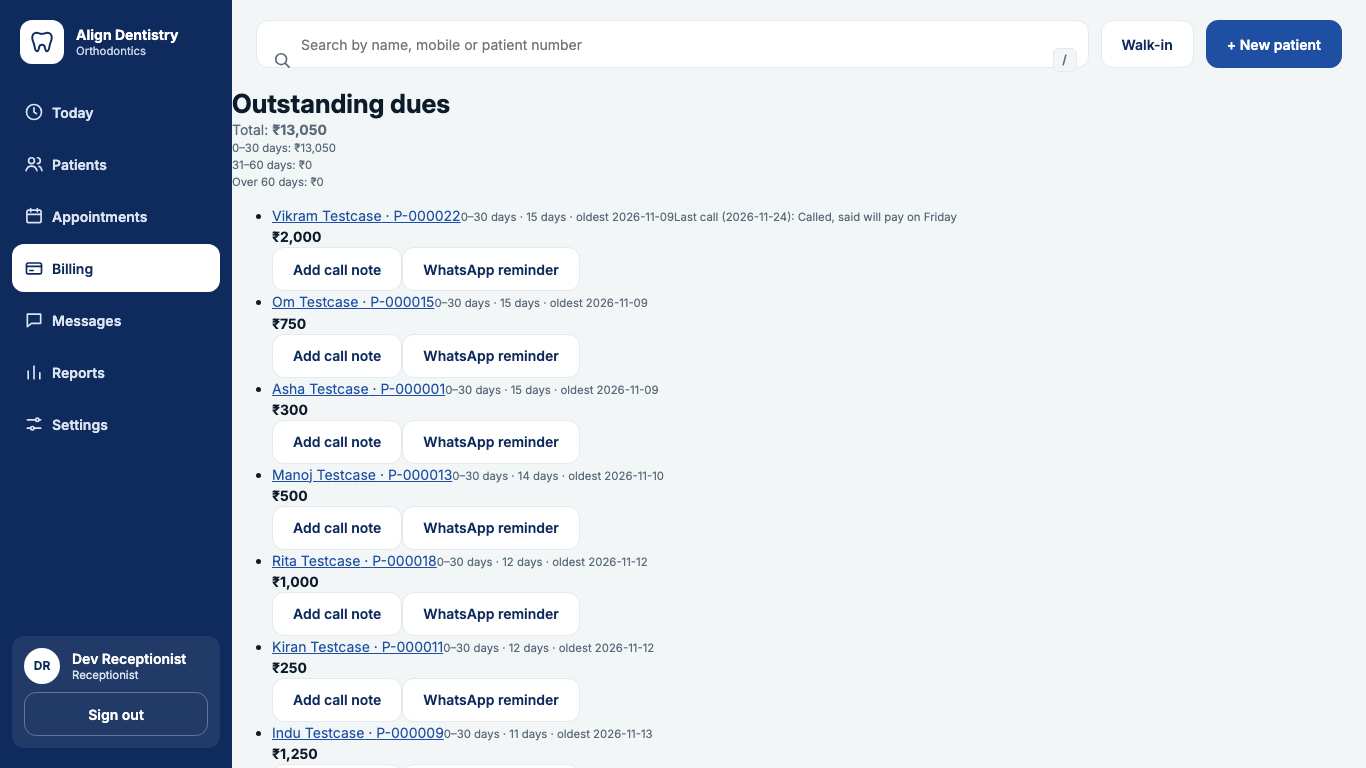 Align Dentistry
Orthodontics
Today
Patients
Appointments
Billing
Messages
Reports
Settings
DR
Dev Receptionist
Receptionist
Sign out
Search by name, mobile or patient number
/
Walk-in
+ New patient
Outstanding dues
Total: ₹13,050
0–30 days: ₹13,050
31–60 days: ₹0
Over 60 days: ₹0
• Vikram Testcase · P-000022 0–30 days · 15 days · oldest 2026-11-09Last call (2026-11-24): Called, said will pay on Friday
₹2,000
Add call note WhatsApp reminder
• Om Testcase · P-000015 0–30 days · 15 days · oldest 2026-11-09
₹750
Add call note WhatsApp reminder
• Asha Testcase · P-000001 0–30 days · 15 days · oldest 2026-11-09
₹300
Add call note WhatsApp reminder
• Manoj Testcase · P-000013 0–30 days · 14 days · oldest 2026-11-10
₹500
Add call note WhatsApp reminder
• Rita Testcase · P-000018 0–30 days · 12 days · oldest 2026-11-12
₹1,000
Add call note WhatsApp reminder
• Kiran Testcase · P-000011 0–30 days · 12 days · oldest 2026-11-12
₹250
Add call note WhatsApp reminder
• Indu Testcase · P-000009 0–30 days · 11 days · oldest 2026-11-13
₹1,250